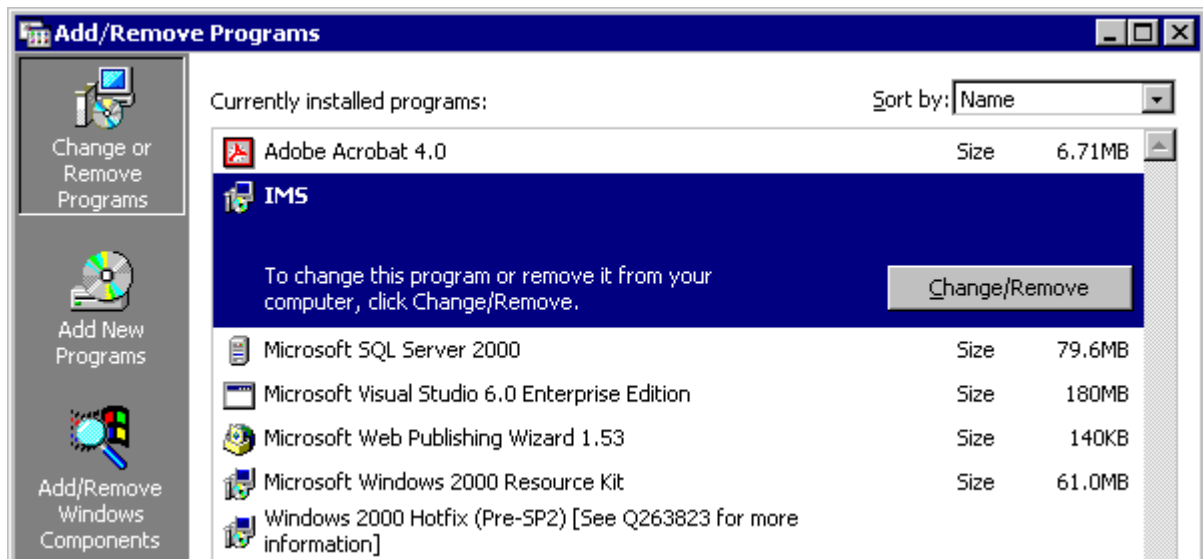 Add/Remove Programs
Change or
Remove
Programs
Add New
Programs
Add/Remove
Windows
Components
Currently installed programs:
Sort by: Name
Adobe Acrobat 4.0 Size 6.71MB
IMS
To change this program or remove it from your
computer, click Change/Remove.
Change/Remove
Microsoft SQL Server 2000 Size 79.6MB
Microsoft Visual Studio 6.0 Enterprise Edition Size 180MB
Microsoft Web Publishing Wizard 1.53 Size 140KB
Microsoft Windows 2000 Resource Kit Size 61.0MB
Windows 2000 Hotfix (Pre-SP2) [See Q263823 for more
information]